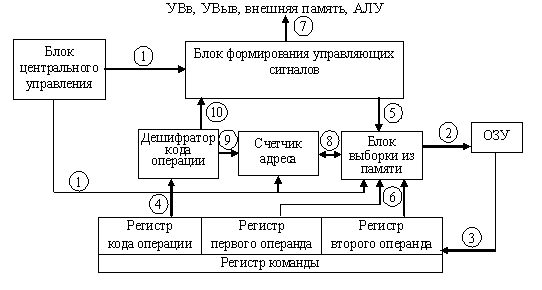 УВв, УВыв, внешняя память, АЛУ
7
Блок
центрального
управления
1
Блок формирования управляющих
сигналов
10
5
Дешифратор
кода
операции
9
Счетчик
адреса
8
Блок
выборки из
памяти
2
ОЗУ
1
4
6
3
Регистр
кода операции
Регистр
первого операнда
Регистр
второго операнда
Регистр команды